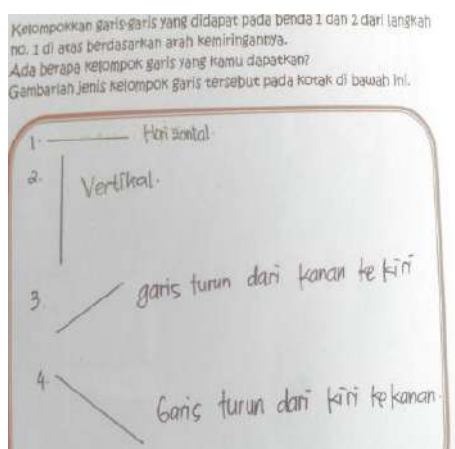 Kelompokkan garis-garis yang didapat pada benda 1 dan 2 dari langkah
no. 1 di atas berdasarkan arah kemiringannya.
Ada berapa kelompok garis yang kamu dapatkan?
Gambarlah jenis kelompok garis tersebut pada kotak di bawah ini.
1. Horisontal.
2. Vertikal.
3. garis turun dari kanan ke kiri
4. Garis turun dari kiri ke kanan.